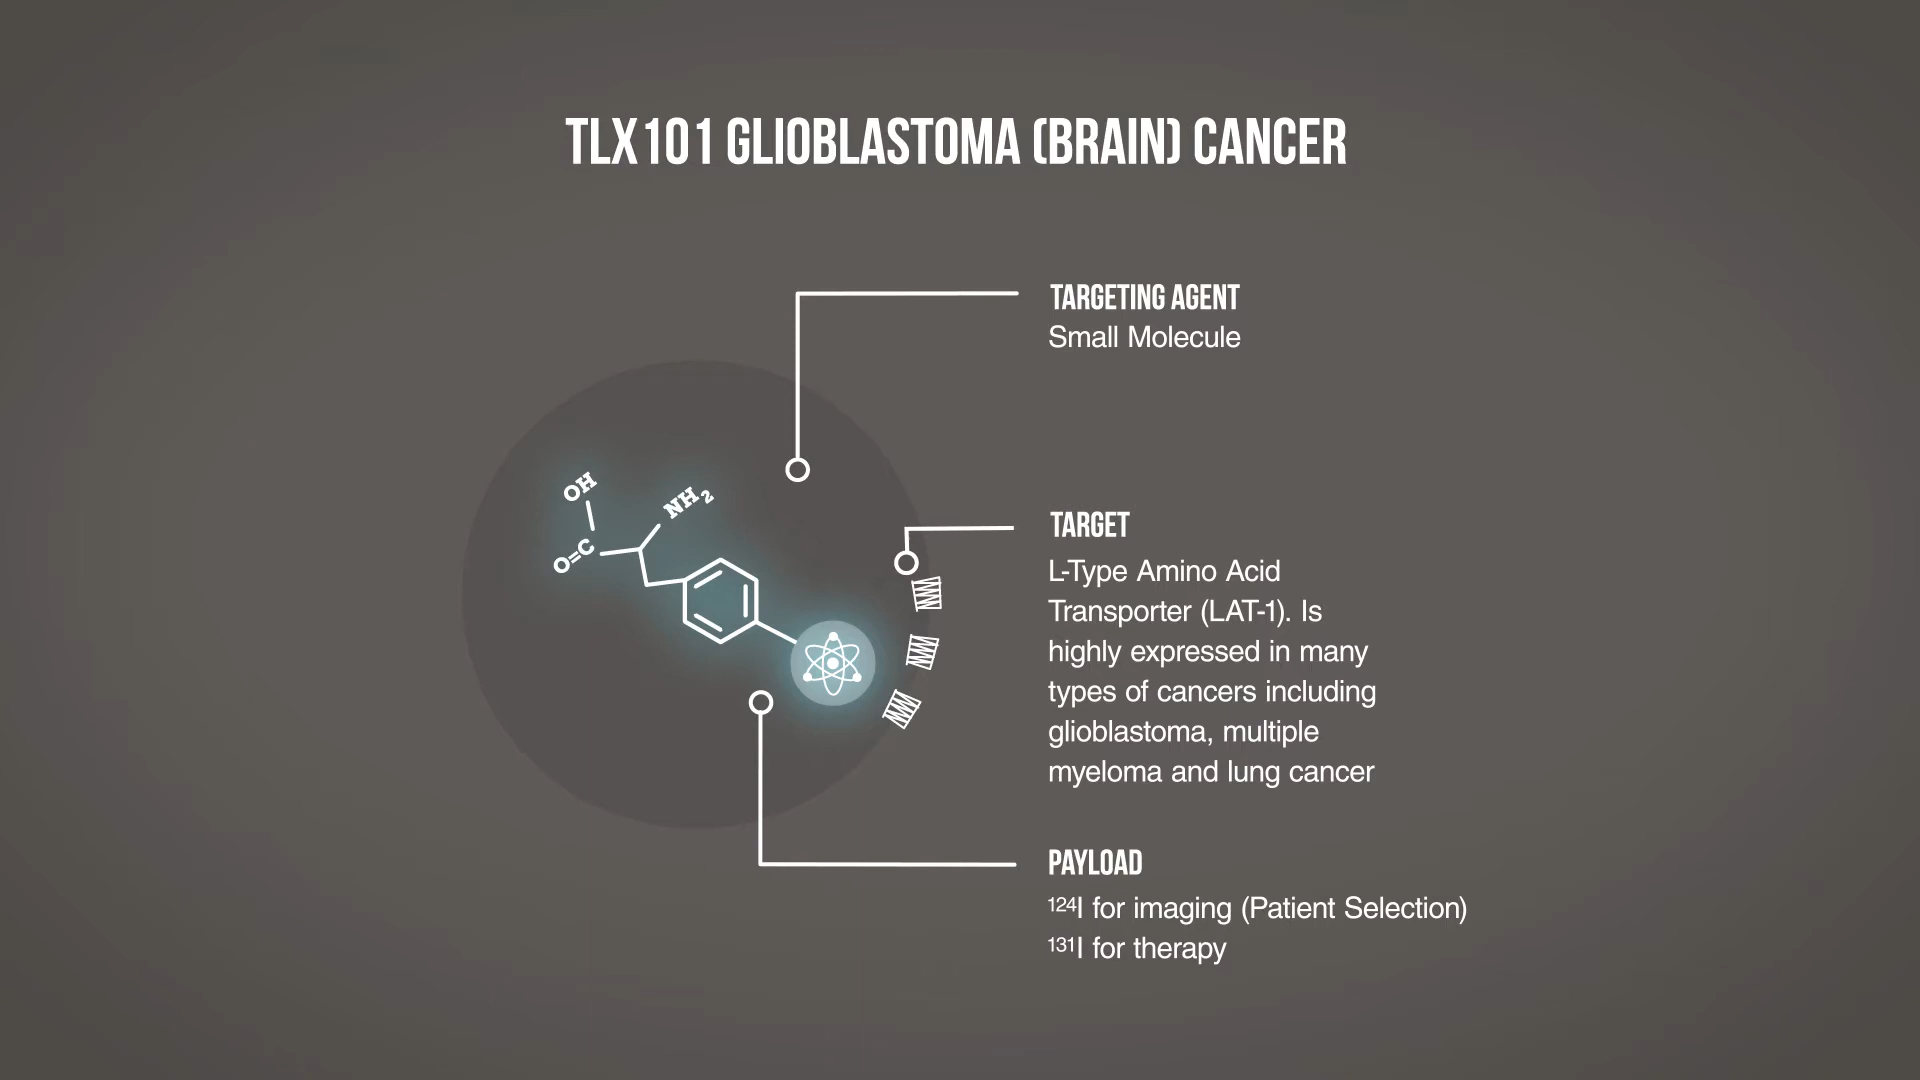 TLX101 GLIOBLASTOMA (BRAIN) CANCER
TARGETING AGENT
Small Molecule
OH
NH₂
O=C
TARGET
L-Type Amino Acid
Transporter (LAT-1). Is
highly expressed in many
types of cancers including
glioblastoma, multiple
myeloma and lung cancer
PAYLOAD
¹²⁴I for imaging (Patient Selection)
¹³¹I for therapy